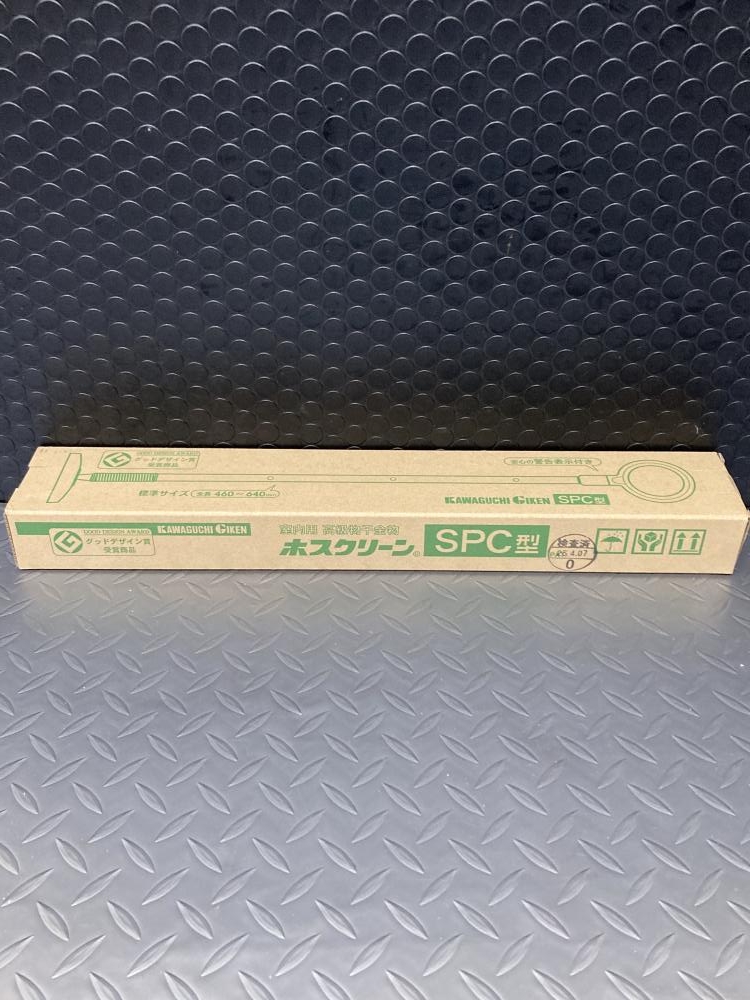 GOOD DESIGN AWARD
グッドデザイン賞
受賞商品
安心の警告表示付き
標準サイズ 全長 460～640mm
KAWAGUCHI GIKEN SPC型
GOOD DESIGN AWARD
グッドデザイン賞
受賞商品
KAWAGUCHI GIKEN
室内用 高級物干金物
ホスクリーン® SPC型
検査済
4.07
0